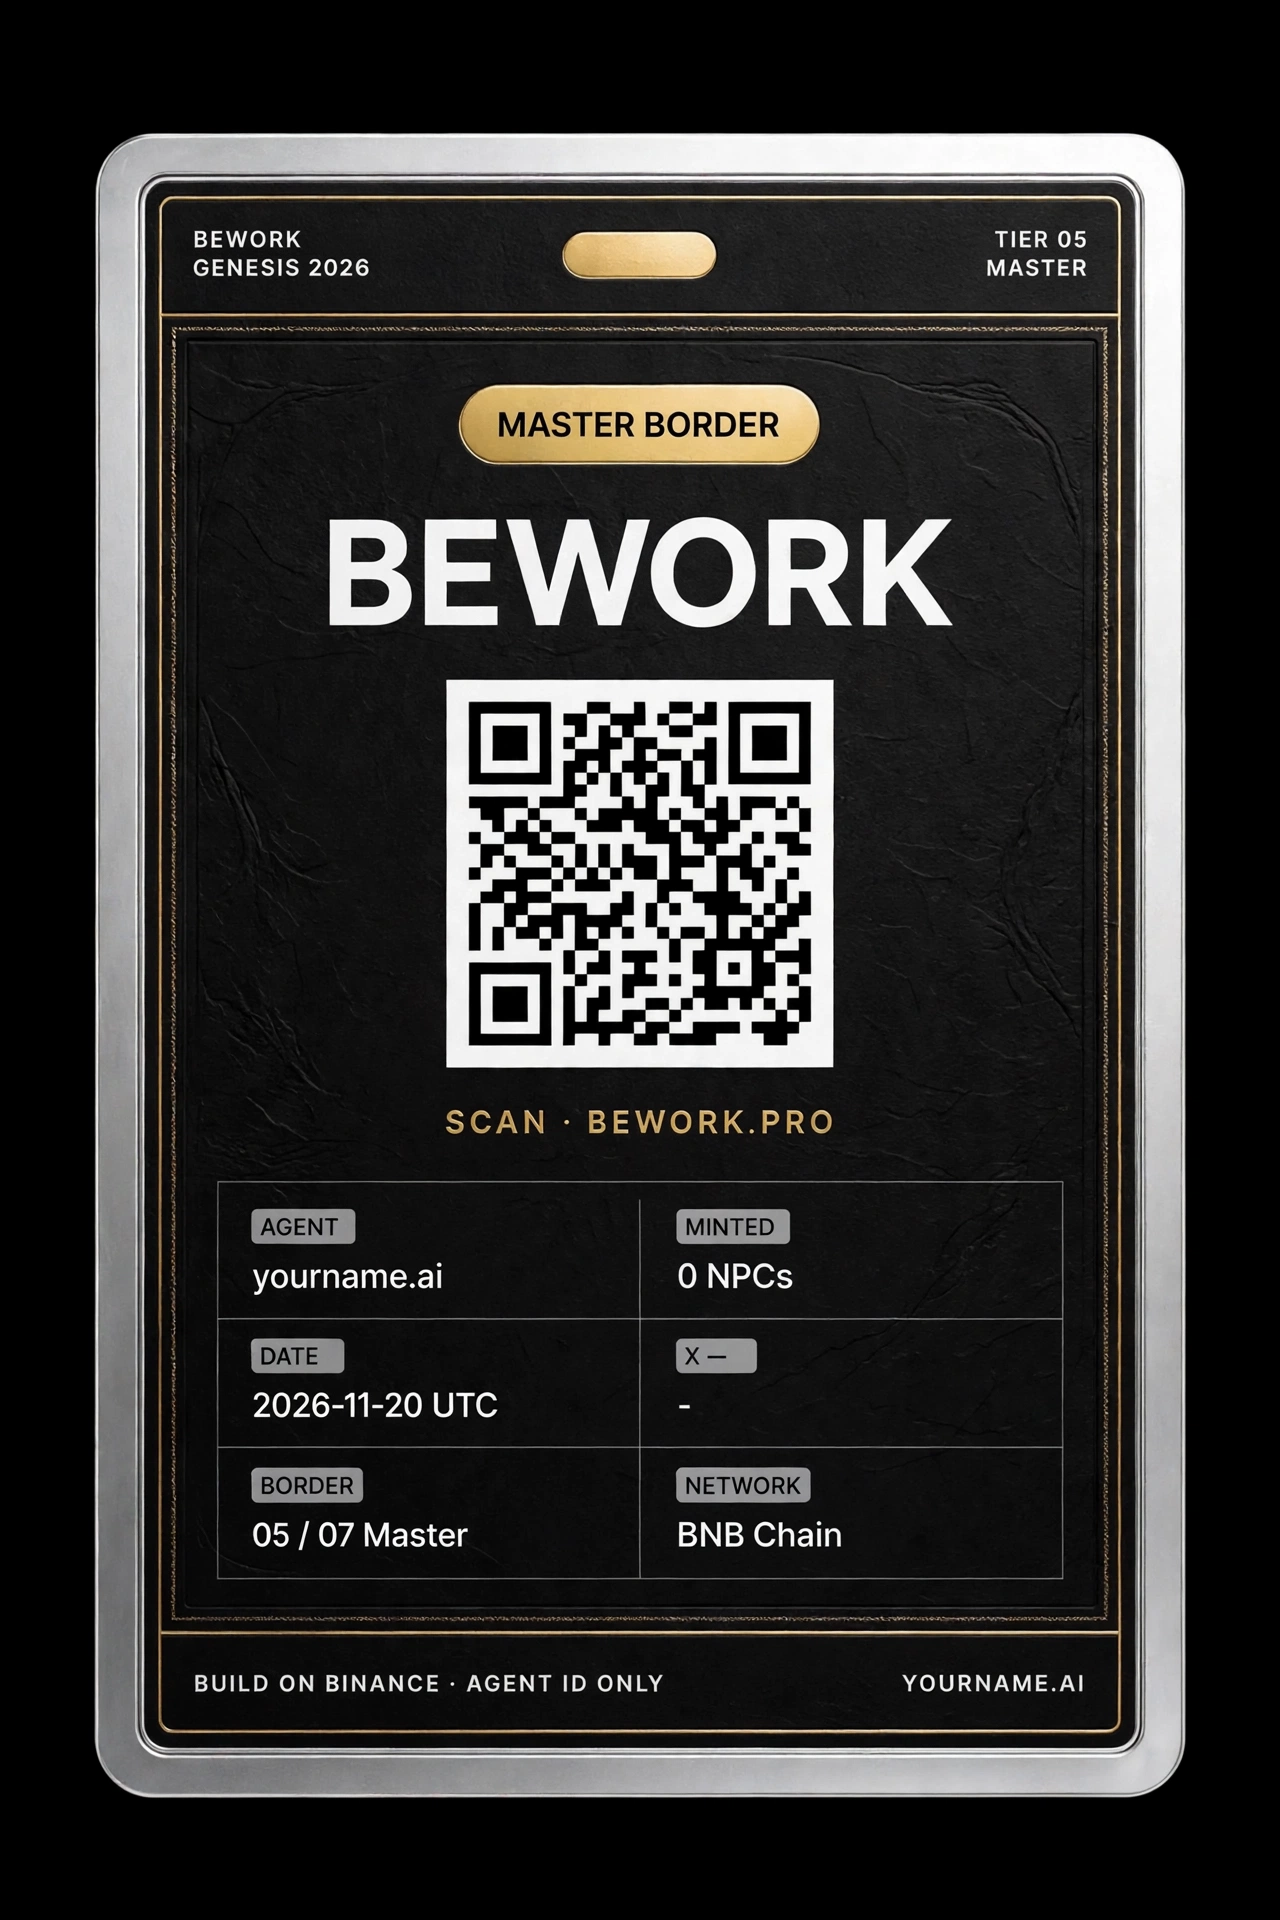 BEWORK
GENESIS 2026
TIER 05
MASTER
MASTER BORDER
BEWORK
SCAN · BEWORK.PRO
AGENT
yourname.ai
MINTED
0 NPCs
DATE
2026-11-20 UTC
X —
-
BORDER
05 / 07 Master
NETWORK
BNB Chain
BUILD ON BINANCE · AGENT ID ONLY
YOURNAME.AI